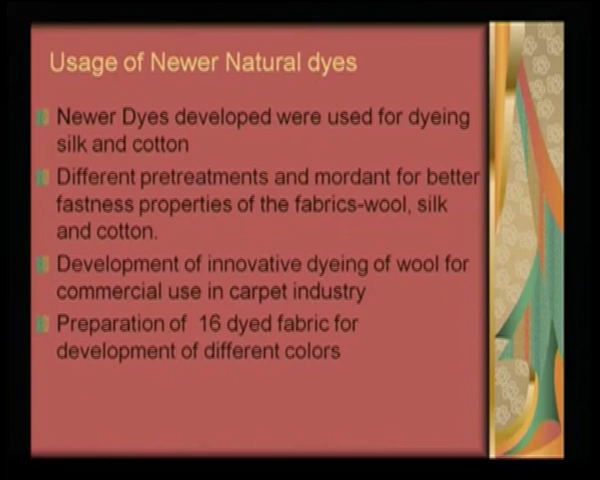 Usage of Newer Natural dyes
Newer Dyes developed were used for dyeing
silk and cotton
Different pretreatments and mordant for better
fastness properties of the fabrics-wool, silk
and cotton.
Development of innovative dyeing of wool for
commercial use in carpet industry
Preparation of 16 dyed fabric for
development of different colors